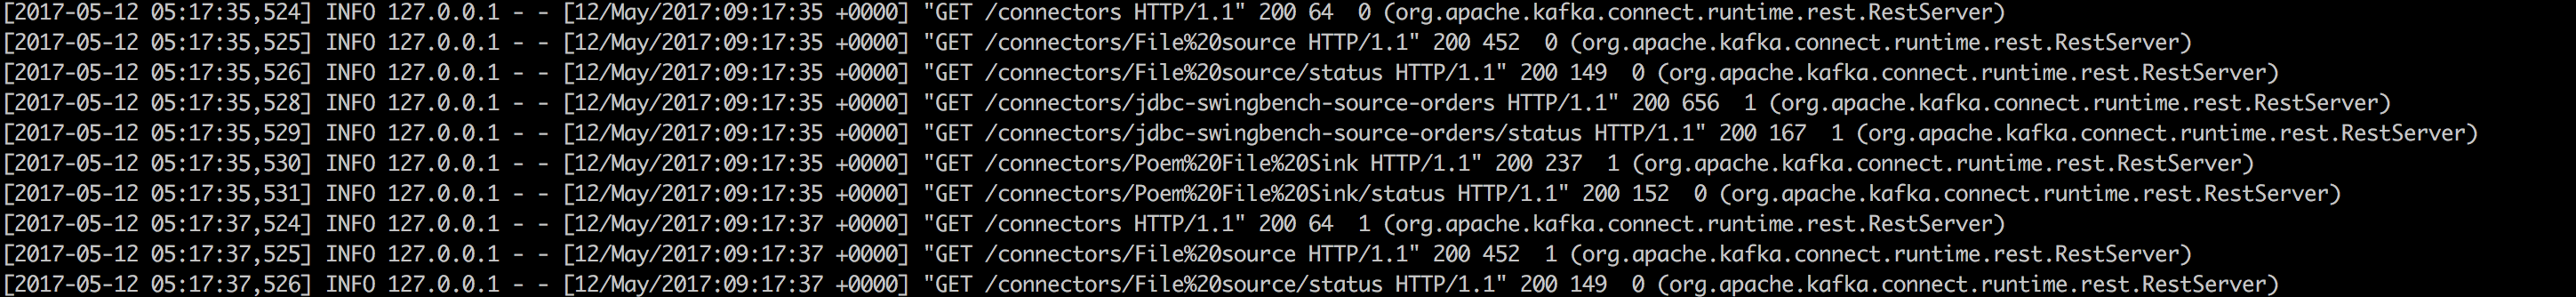 [2017-05-12 05:17:35,524] INFO 127.0.0.1 - - [12/May/2017:09:17:35 +0000] "GET /connectors HTTP/1.1" 200 64  0 (org.apache.kafka.connect.runtime.rest.RestServer)
[2017-05-12 05:17:35,525] INFO 127.0.0.1 - - [12/May/2017:09:17:35 +0000] "GET /connectors/File%20source HTTP/1.1" 200 452  0 (org.apache.kafka.connect.runtime.rest.RestServer)
[2017-05-12 05:17:35,526] INFO 127.0.0.1 - - [12/May/2017:09:17:35 +0000] "GET /connectors/File%20source/status HTTP/1.1" 200 149  0 (org.apache.kafka.connect.runtime.rest.RestServer)
[2017-05-12 05:17:35,528] INFO 127.0.0.1 - - [12/May/2017:09:17:35 +0000] "GET /connectors/jdbc-swingbench-source-orders HTTP/1.1" 200 656  1 (org.apache.kafka.connect.runtime.rest.RestServer)
[2017-05-12 05:17:35,529] INFO 127.0.0.1 - - [12/May/2017:09:17:35 +0000] "GET /connectors/jdbc-swingbench-source-orders/status HTTP/1.1" 200 167  1 (org.apache.kafka.connect.runtime.rest.RestServer)
[2017-05-12 05:17:35,530] INFO 127.0.0.1 - - [12/May/2017:09:17:35 +0000] "GET /connectors/Poem%20File%20Sink HTTP/1.1" 200 237  1 (org.apache.kafka.connect.runtime.rest.RestServer)
[2017-05-12 05:17:35,531] INFO 127.0.0.1 - - [12/May/2017:09:17:35 +0000] "GET /connectors/Poem%20File%20Sink/status HTTP/1.1" 200 152  0 (org.apache.kafka.connect.runtime.rest.RestServer)
[2017-05-12 05:17:37,524] INFO 127.0.0.1 - - [12/May/2017:09:17:37 +0000] "GET /connectors HTTP/1.1" 200 64  1 (org.apache.kafka.connect.runtime.rest.RestServer)
[2017-05-12 05:17:37,525] INFO 127.0.0.1 - - [12/May/2017:09:17:37 +0000] "GET /connectors/File%20source HTTP/1.1" 200 452  1 (org.apache.kafka.connect.runtime.rest.RestServer)
[2017-05-12 05:17:37,526] INFO 127.0.0.1 - - [12/May/2017:09:17:37 +0000] "GET /connectors/File%20source/status HTTP/1.1" 200 149  0 (org.apache.kafka.connect.runtime.rest.RestServer)